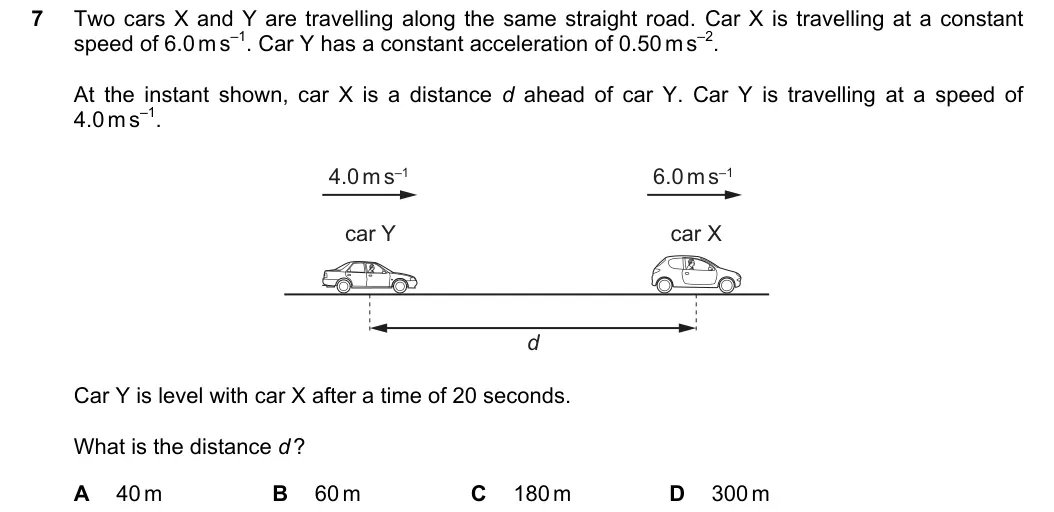 7 Two cars X and Y are travelling along the same straight road. Car X is travelling at a constant
speed of 6.0 m s⁻¹. Car Y has a constant acceleration of 0.50 m s⁻².
At the instant shown, car X is a distance d ahead of car Y. Car Y is travelling at a speed of
4.0 m s⁻¹.
4.0 m s⁻¹ 6.0 m s⁻¹
car Y car X
d
Car Y is level with car X after a time of 20 seconds.
What is the distance d?
A 40 m B 60 m C 180 m D 300 m